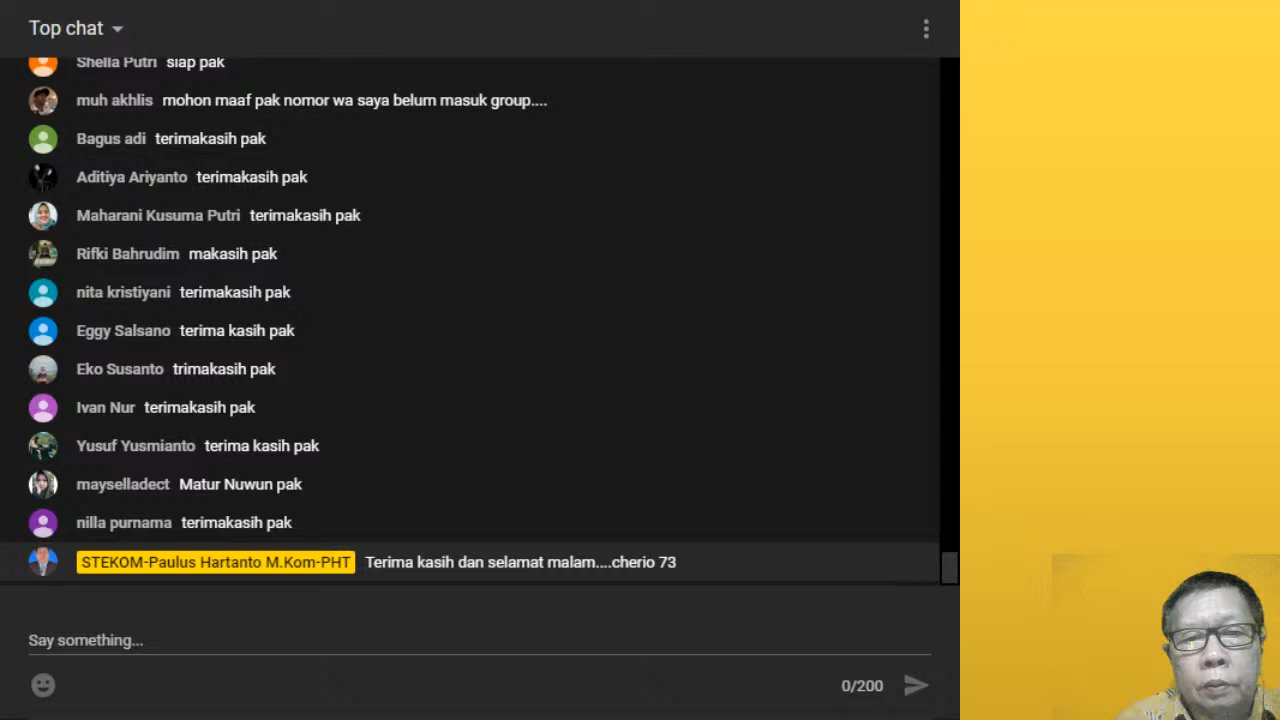 Top chat
Shella Putri siap pak
muh akhlis mohon maaf pak nomor wa saya belum masuk group....
Bagus adi terimakasih pak
Aditiya Ariyanto terimakasih pak
Maharani Kusuma Putri terimakasih pak
Rifki Bahrudim makasih pak
nita kristiyani terimakasih pak
Eggy Salsano terima kasih pak
Eko Susanto trimakasih pak
Ivan Nur terimakasih pak
Yusuf Yusmianto terima kasih pak
mayselladect Matur Nuwun pak
nilla purnama terimakasih pak
STEKOM-Paulus Hartanto M.Kom-PHT Terima kasih dan selamat malam....cherio 73
Say something...
0/200